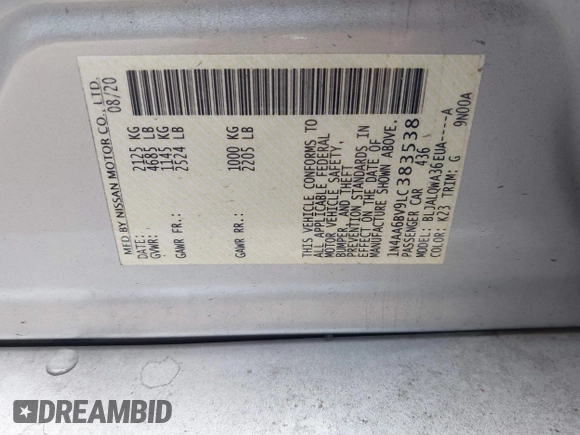 MFD BY NISSAN MOTOR CO., LTD.
DATE: 08/20
GVWR: 2125 KG
4685 LB
GAWR FR.: 1145 KG
2524 LB
GAWR RR.: 1000 KG
2205 LB
THIS VEHICLE CONFORMS TO
ALL APPLICABLE FEDERAL
MOTOR VEHICLE SAFETY,
BUMPER, AND THEFT
PREVENTION STANDARDS IN
EFFECT ON THE DATE OF
MANUFACTURE SHOWN ABOVE.
1N4AA6BV9LC383538
PASSENGER CAR 436
MODEL: BLJALQWA36EUA-----A
COLOR: K23 TRIM: G 9N00A
DREAMBID